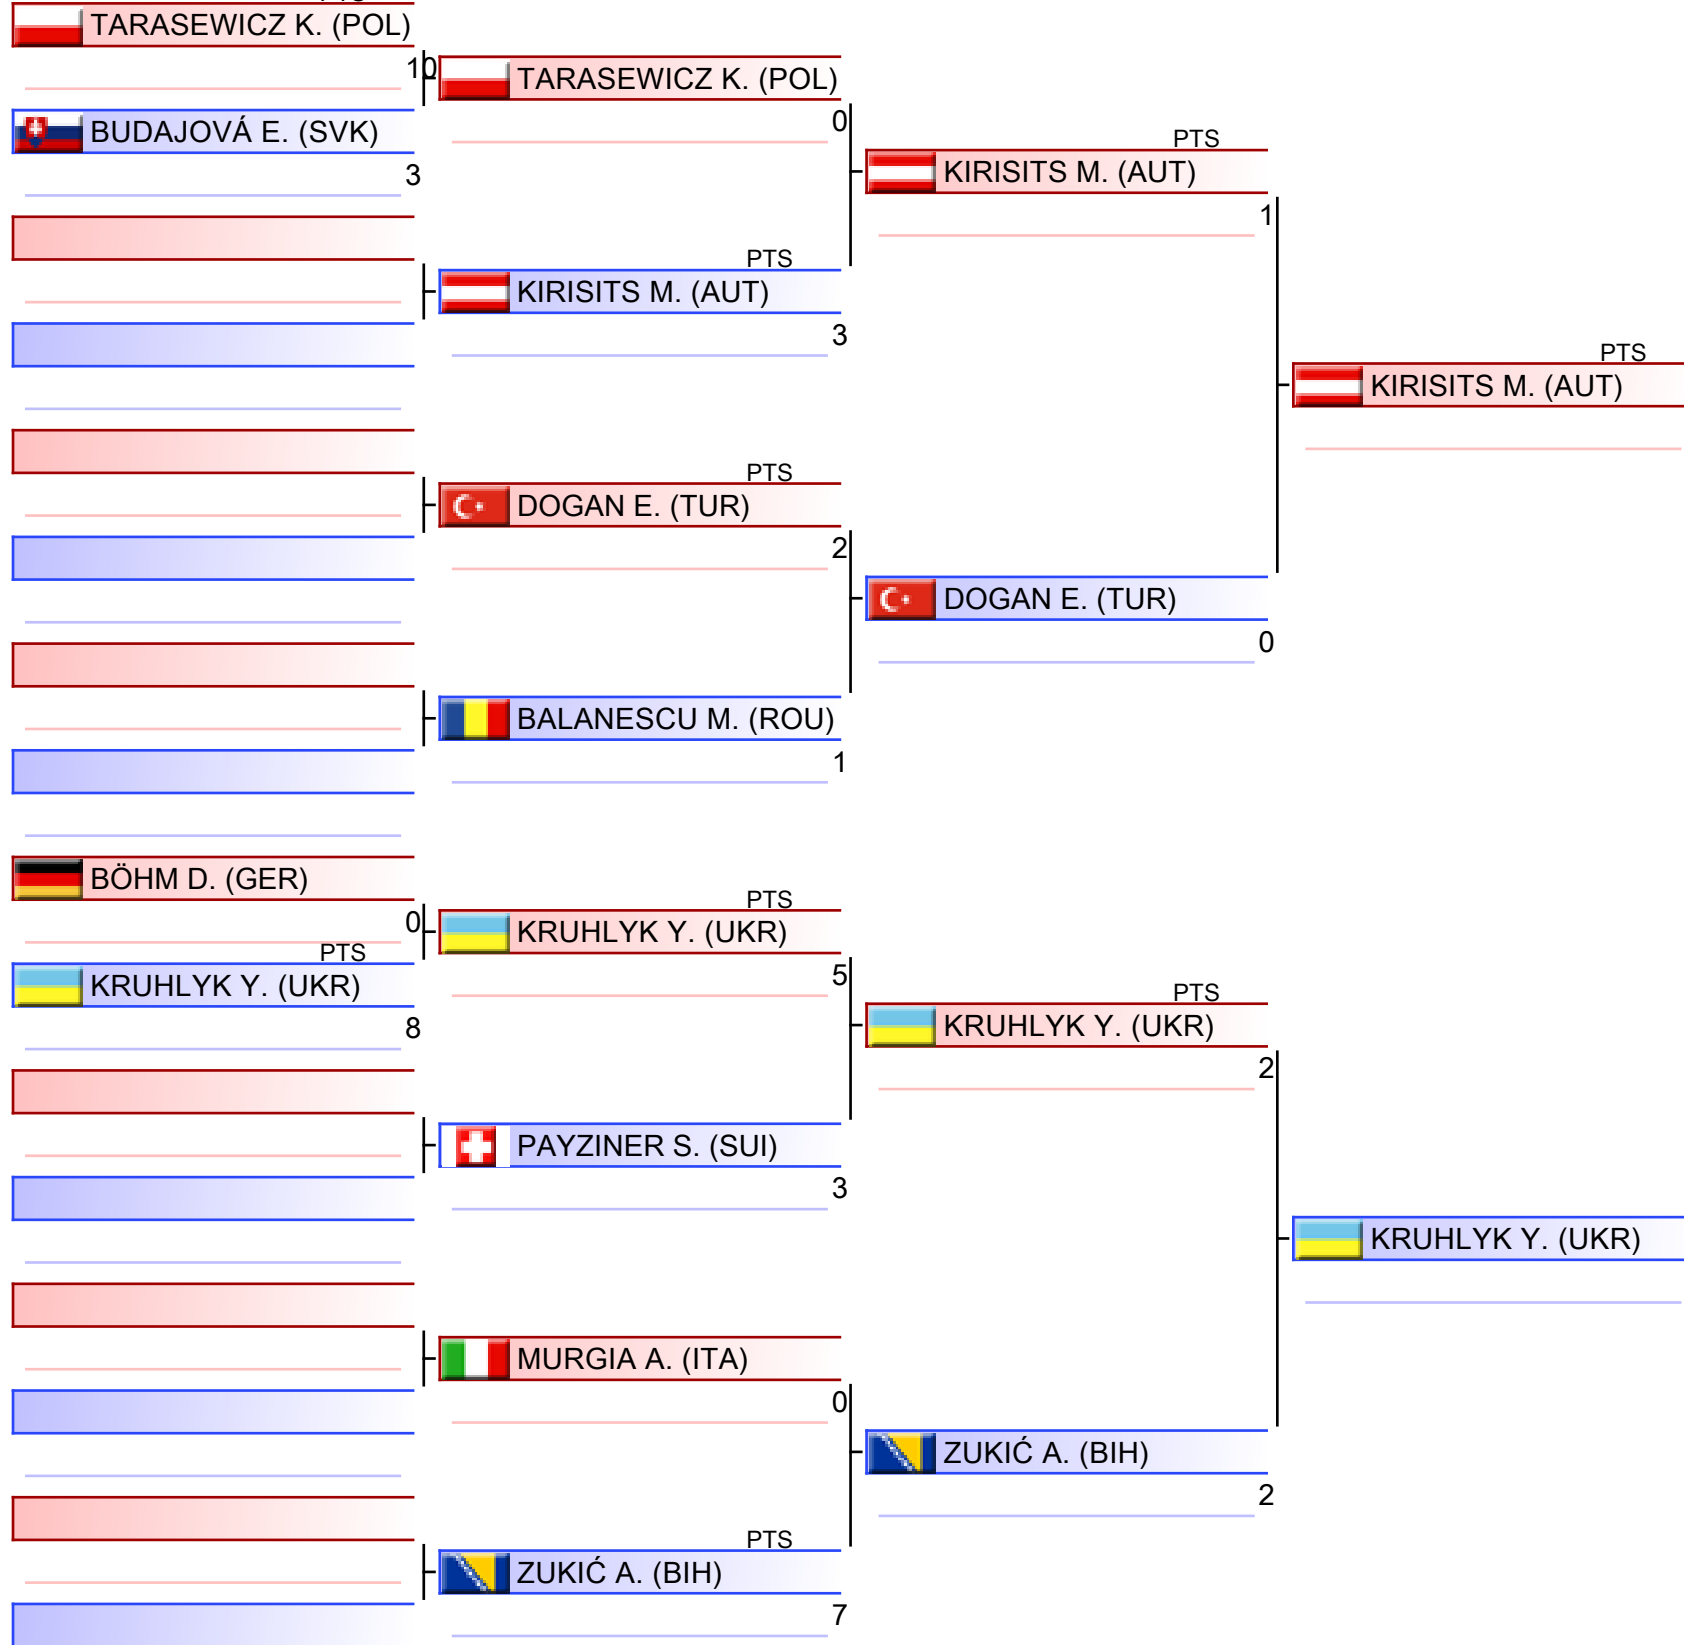 TARASEWICZ K. (POL)
10
BUDAJOVÁ E. (SVK)
3
TARASEWICZ K. (POL)
0
PTS
KIRISITS M. (AUT)
3
PTS
KIRISITS M. (AUT)
1
PTS
DOGAN E. (TUR)
2
BALANESCU M. (ROU)
1
DOGAN E. (TUR)
0
PTS
KIRISITS M. (AUT)
BÖHM D. (GER)
0
PTS
KRUHLYK Y. (UKR)
8
PTS
KRUHLYK Y. (UKR)
5
PAYZINER S. (SUI)
3
PTS
KRUHLYK Y. (UKR)
2
MURGIA A. (ITA)
0
PTS
ZUKIĆ A. (BIH)
7
ZUKIĆ A. (BIH)
2
KRUHLYK Y. (UKR)